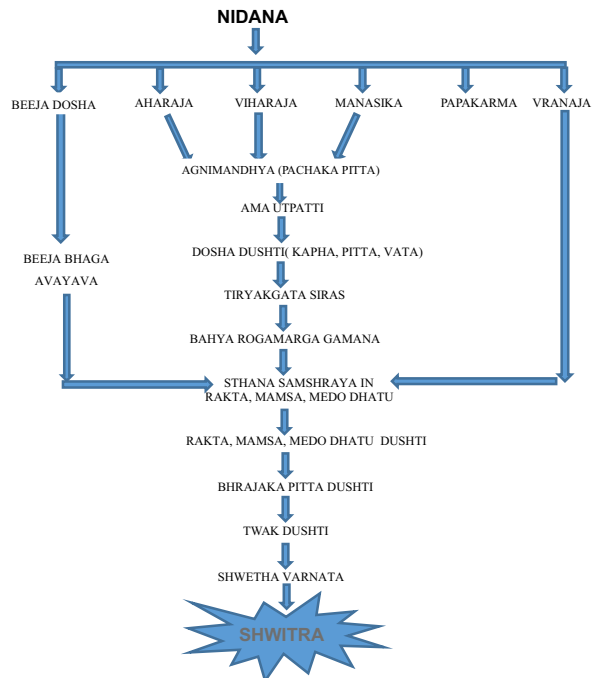 NIDANA
BEEJA DOSHA AHARAJA VIHARAJA MANASIKA PAPAKARMA VRANAJA
AGNIMANDHYA (PACHAKA PITTA)
AMA UTPATTI
DOSHA DUSHTI( KAPHA, PITTA, VATA)
BEEJA BHAGA
AVAYAVA
TIRYAKGATA SIRAS
BAHYA ROGAMARGA GAMANA
STHANA SAMSHRAYA IN
RAKTA, MAMSA, MEDO DHATU
RAKTA, MAMSA, MEDO DHATU DUSHTI
BHRAJAKA PITTA DUSHTI
TWAK DUSHTI
SHWETHA VARNATA
SHWITRA